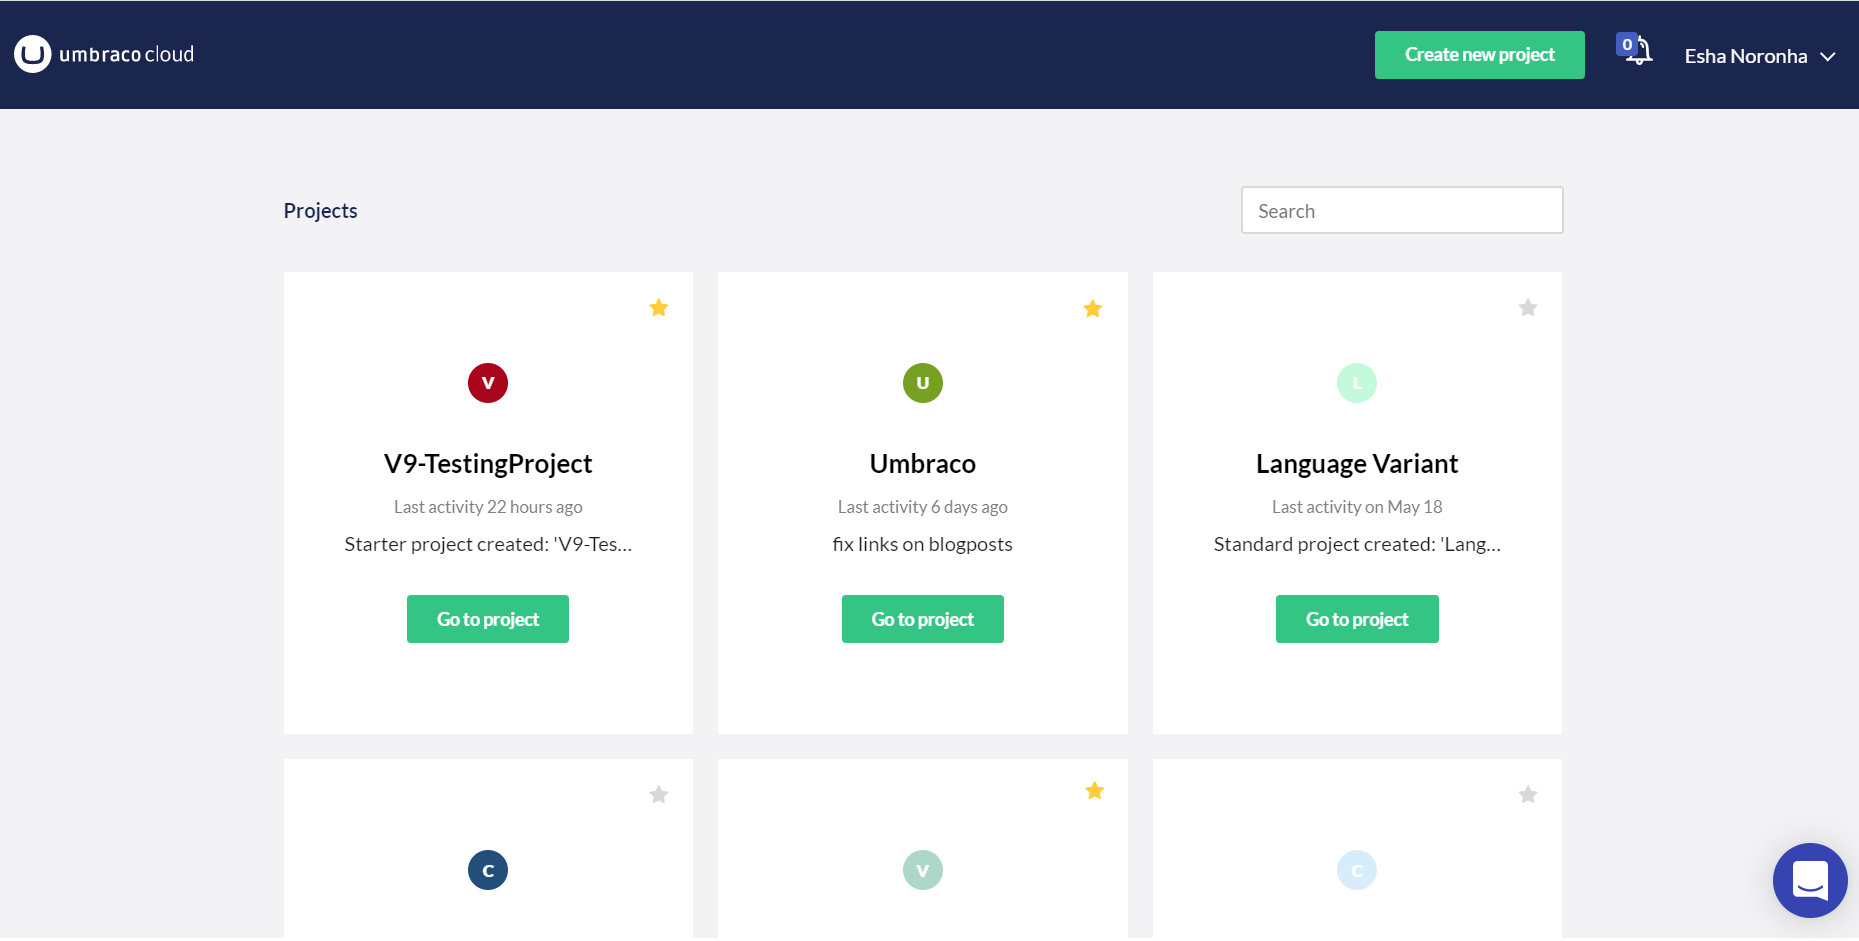 umbraco cloud
Create new project
0
Esha Noronha
Projects
Search
V
V9-TestingProject
Last activity 22 hours ago
Starter project created: 'V9-Tes...
Go to project
U
Umbraco
Last activity 6 days ago
fix links on blogposts
Go to project
L
Language Variant
Last activity on May 18
Standard project created: 'Lang...
Go to project
C
V
C